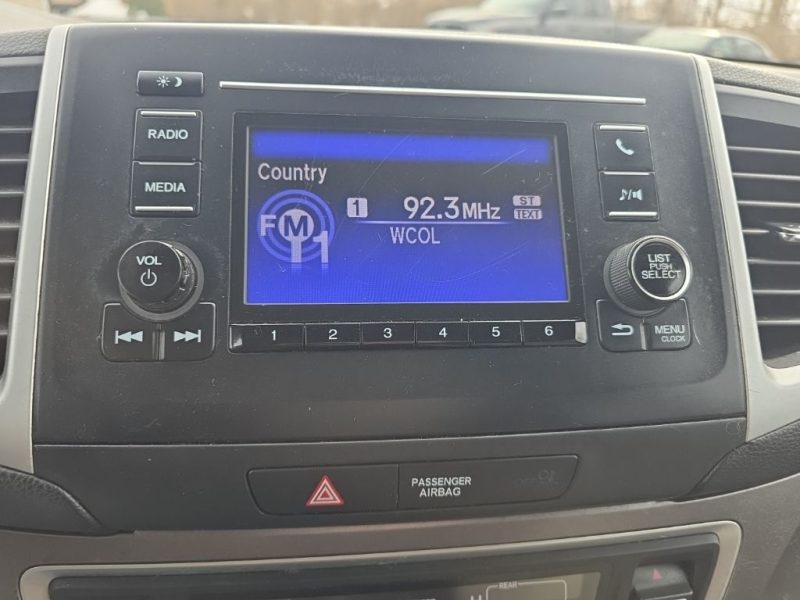 RADIO
MEDIA
VOL
Country
FM1
1 92.3MHz ST
TEXT
WCOL
LIST
PUSH
SELECT
MENU
CLOCK
1 2 3 4 5 6
PASSENGER
AIRBAG
REAR